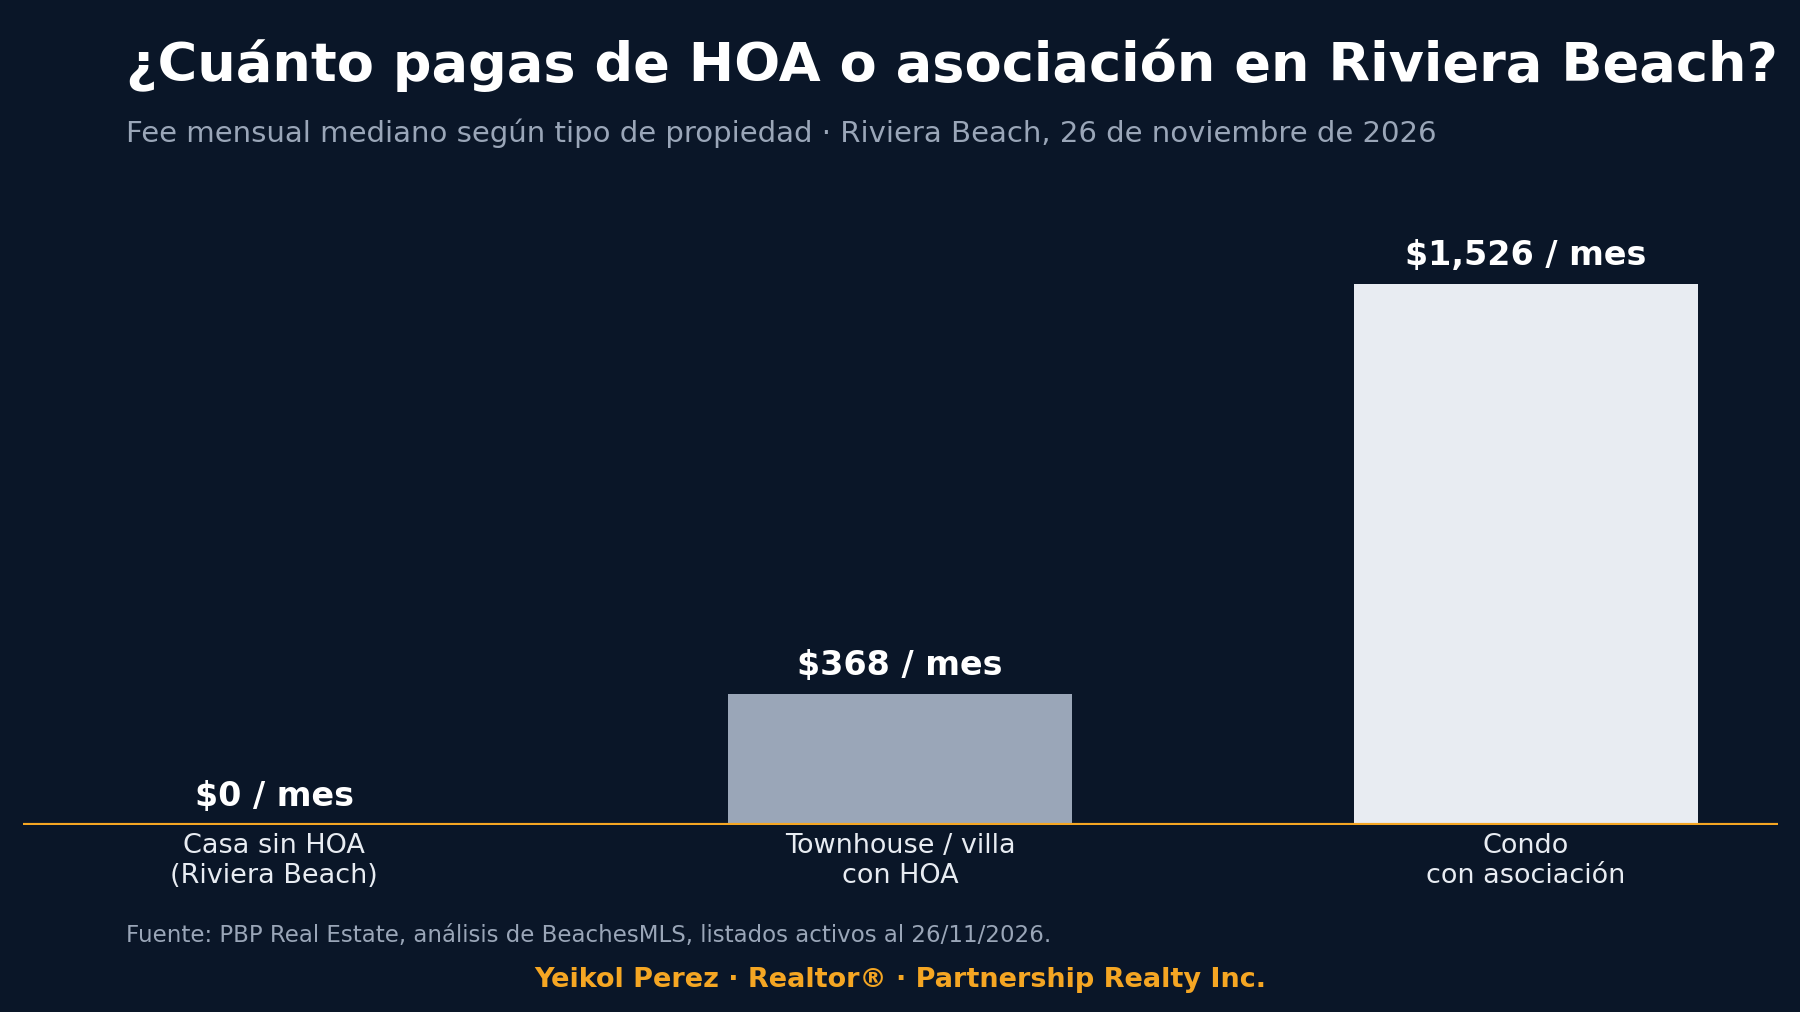 ¿Cuánto pagas de HOA o asociación en Riviera Beach?
Fee mensual mediano según tipo de propiedad · Riviera Beach, 26 de noviembre de 2026
$1,526 / mes
$368 / mes
$0 / mes
Casa sin HOA
(Riviera Beach)
Townhouse / villa
con HOA
Condo
con asociación
Fuente: PBP Real Estate, análisis de BeachesMLS, listados activos al 26/11/2026.
Yeikol Perez · Realtor® · Partnership Realty Inc.